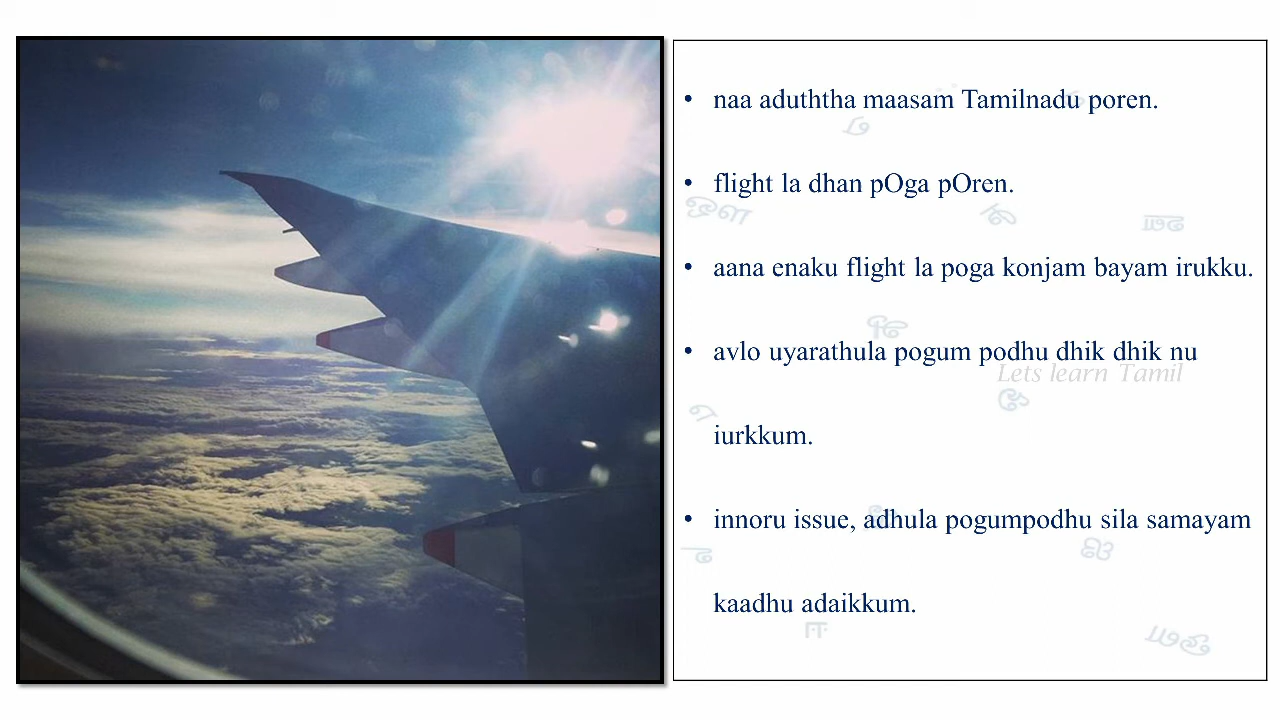 • naa aduththa maasam Tamilnadu poren.
• flight la dhan pOga pOren.
• aana enaku flight la poga konjam bayam irukku.
• avlo uyarathula pogum podhu dhik dhik nu
Lets learn Tamil
iurkkum.
• innoru issue, adhula pogumpodhu sila samayam
kaadhu adaikkum.